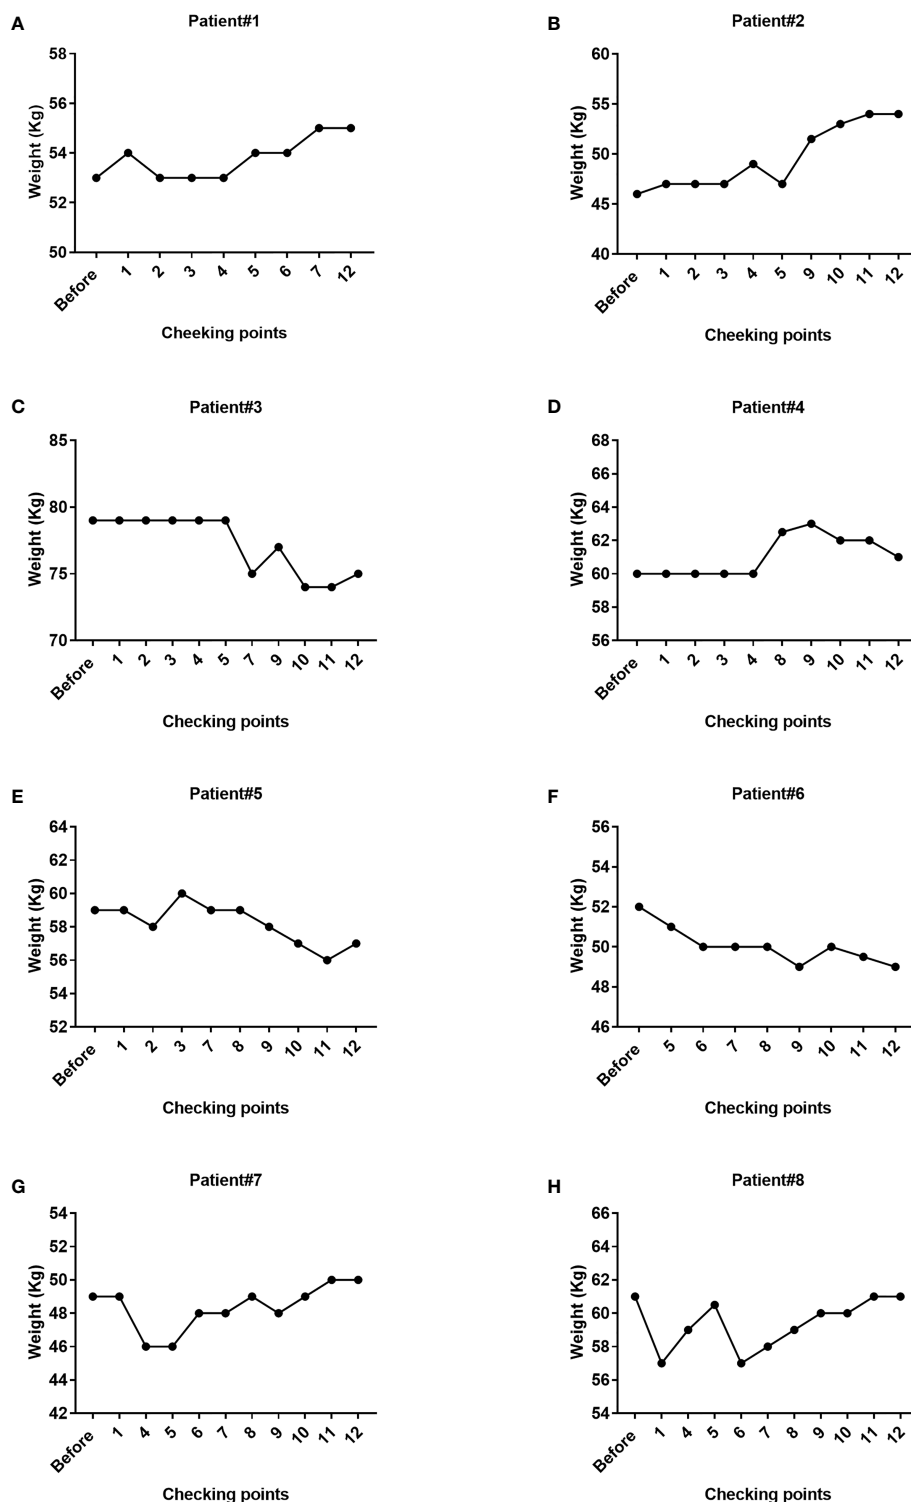 A
Patient#1
58
56
54
52
50
Weight (Kg)
Before 1 2 3 4 5 6 7 12
Cheeking points
B
Patient#2
60
55
50
45
40
Weight (Kg)
Before 1 2 3 4 5 9 10 11 12
Cheeking points
C
Patient#3
85
80
75
70
Weight (Kg)
Before 1 2 3 4 5 7 9 10 11 12
Checking points
D
Patient#4
68
66
64
62
60
58
56
Weight (Kg)
Before 1 2 3 4 8 9 10 11 12
Checking points
E
Patient#5
64
62
60
58
56
54
52
Weight (Kg)
Before 1 2 3 7 8 9 10 11 12
Checking points
F
Patient#6
56
54
52
50
48
46
Weight (Kg)
Before 5 6 7 8 9 10 11 12
Checking points
G
Patient#7
54
52
50
48
46
44
42
Weight (Kg)
Before 1 4 5 6 7 8 9 10 11 12
Checking points
H
Patient#8
66
64
62
60
58
56
54
Weight (Kg)
Before 1 4 5 6 7 8 9 10 11 12
Checking points